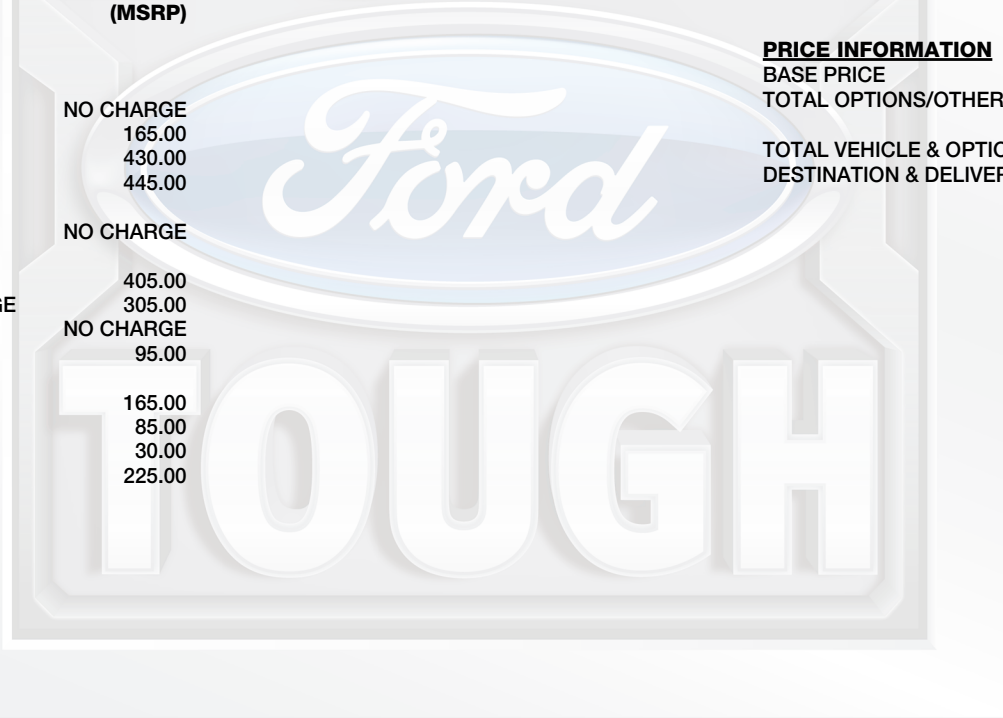 (MSRP)
NO CHARGE
165.00
430.00
445.00
NO CHARGE
405.00
GE 305.00
NO CHARGE
95.00
165.00
85.00
30.00
225.00
PRICE INFORMATION
BASE PRICE
TOTAL OPTIONS/OTHER
TOTAL VEHICLE & OPTIO
DESTINATION & DELIVER
Ford
TOUGH